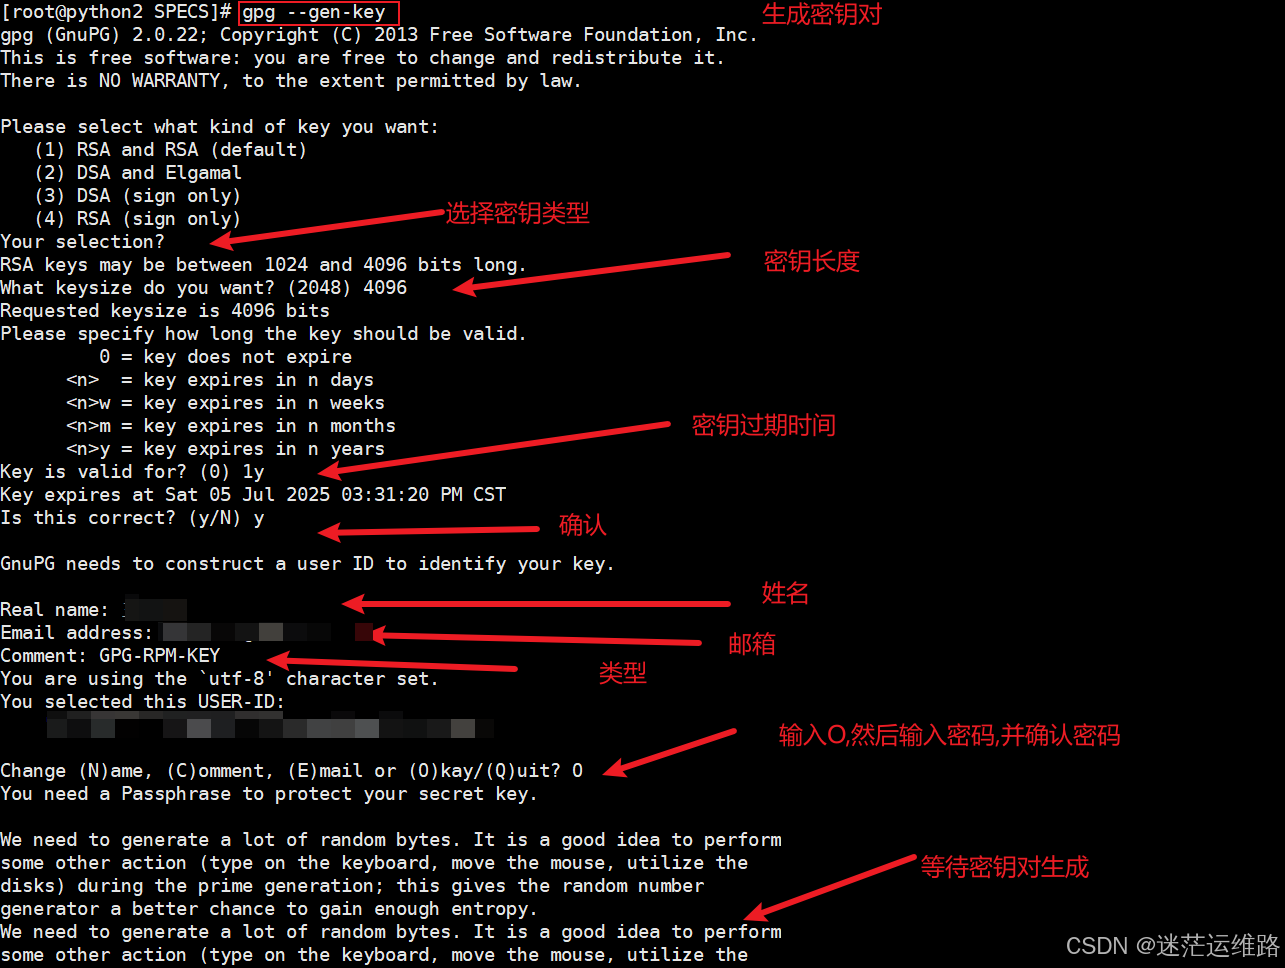 [root@python2 SPECS]# gpg --gen-key 生成密钥对
gpg (GnuPG) 2.0.22; Copyright (C) 2013 Free Software Foundation, Inc.
This is free software: you are free to change and redistribute it.
There is NO WARRANTY, to the extent permitted by law.
Please select what kind of key you want:
(1) RSA and RSA (default)
(2) DSA and Elgamal
(3) DSA (sign only)
(4) RSA (sign only)
选择密钥类型
Your selection?
RSA keys may be between 1024 and 4096 bits long.
密钥长度
What keysize do you want? (2048) 4096
Requested keysize is 4096 bits
Please specify how long the key should be valid.
0 = key does not expire
<n>  = key expires in n days
<n>w = key expires in n weeks
<n>m = key expires in n months
密钥过期时间
<n>y = key expires in n years
Key is valid for? (0) 1y
Key expires at Sat 05 Jul 2025 03:31:20 PM CST
Is this correct? (y/N) y
确认
GnuPG needs to construct a user ID to identify your key.
姓名
Real name:
Email address:
邮箱
Comment: GPG-RPM-KEY
类型
You are using the `utf-8' character set.
You selected this USER-ID:
输入O,然后输入密码,并确认密码
Change (N)ame, (C)omment, (E)mail or (O)kay/(Q)uit? O
You need a Passphrase to protect your secret key.
We need to generate a lot of random bytes. It is a good idea to perform
some other action (type on the keyboard, move the mouse, utilize the
等待密钥对生成
disks) during the prime generation; this gives the random number
generator a better chance to gain enough entropy.
We need to generate a lot of random bytes. It is a good idea to perform
some other action (type on the keyboard, move the mouse, utilize the
CSDN @迷茫运维路